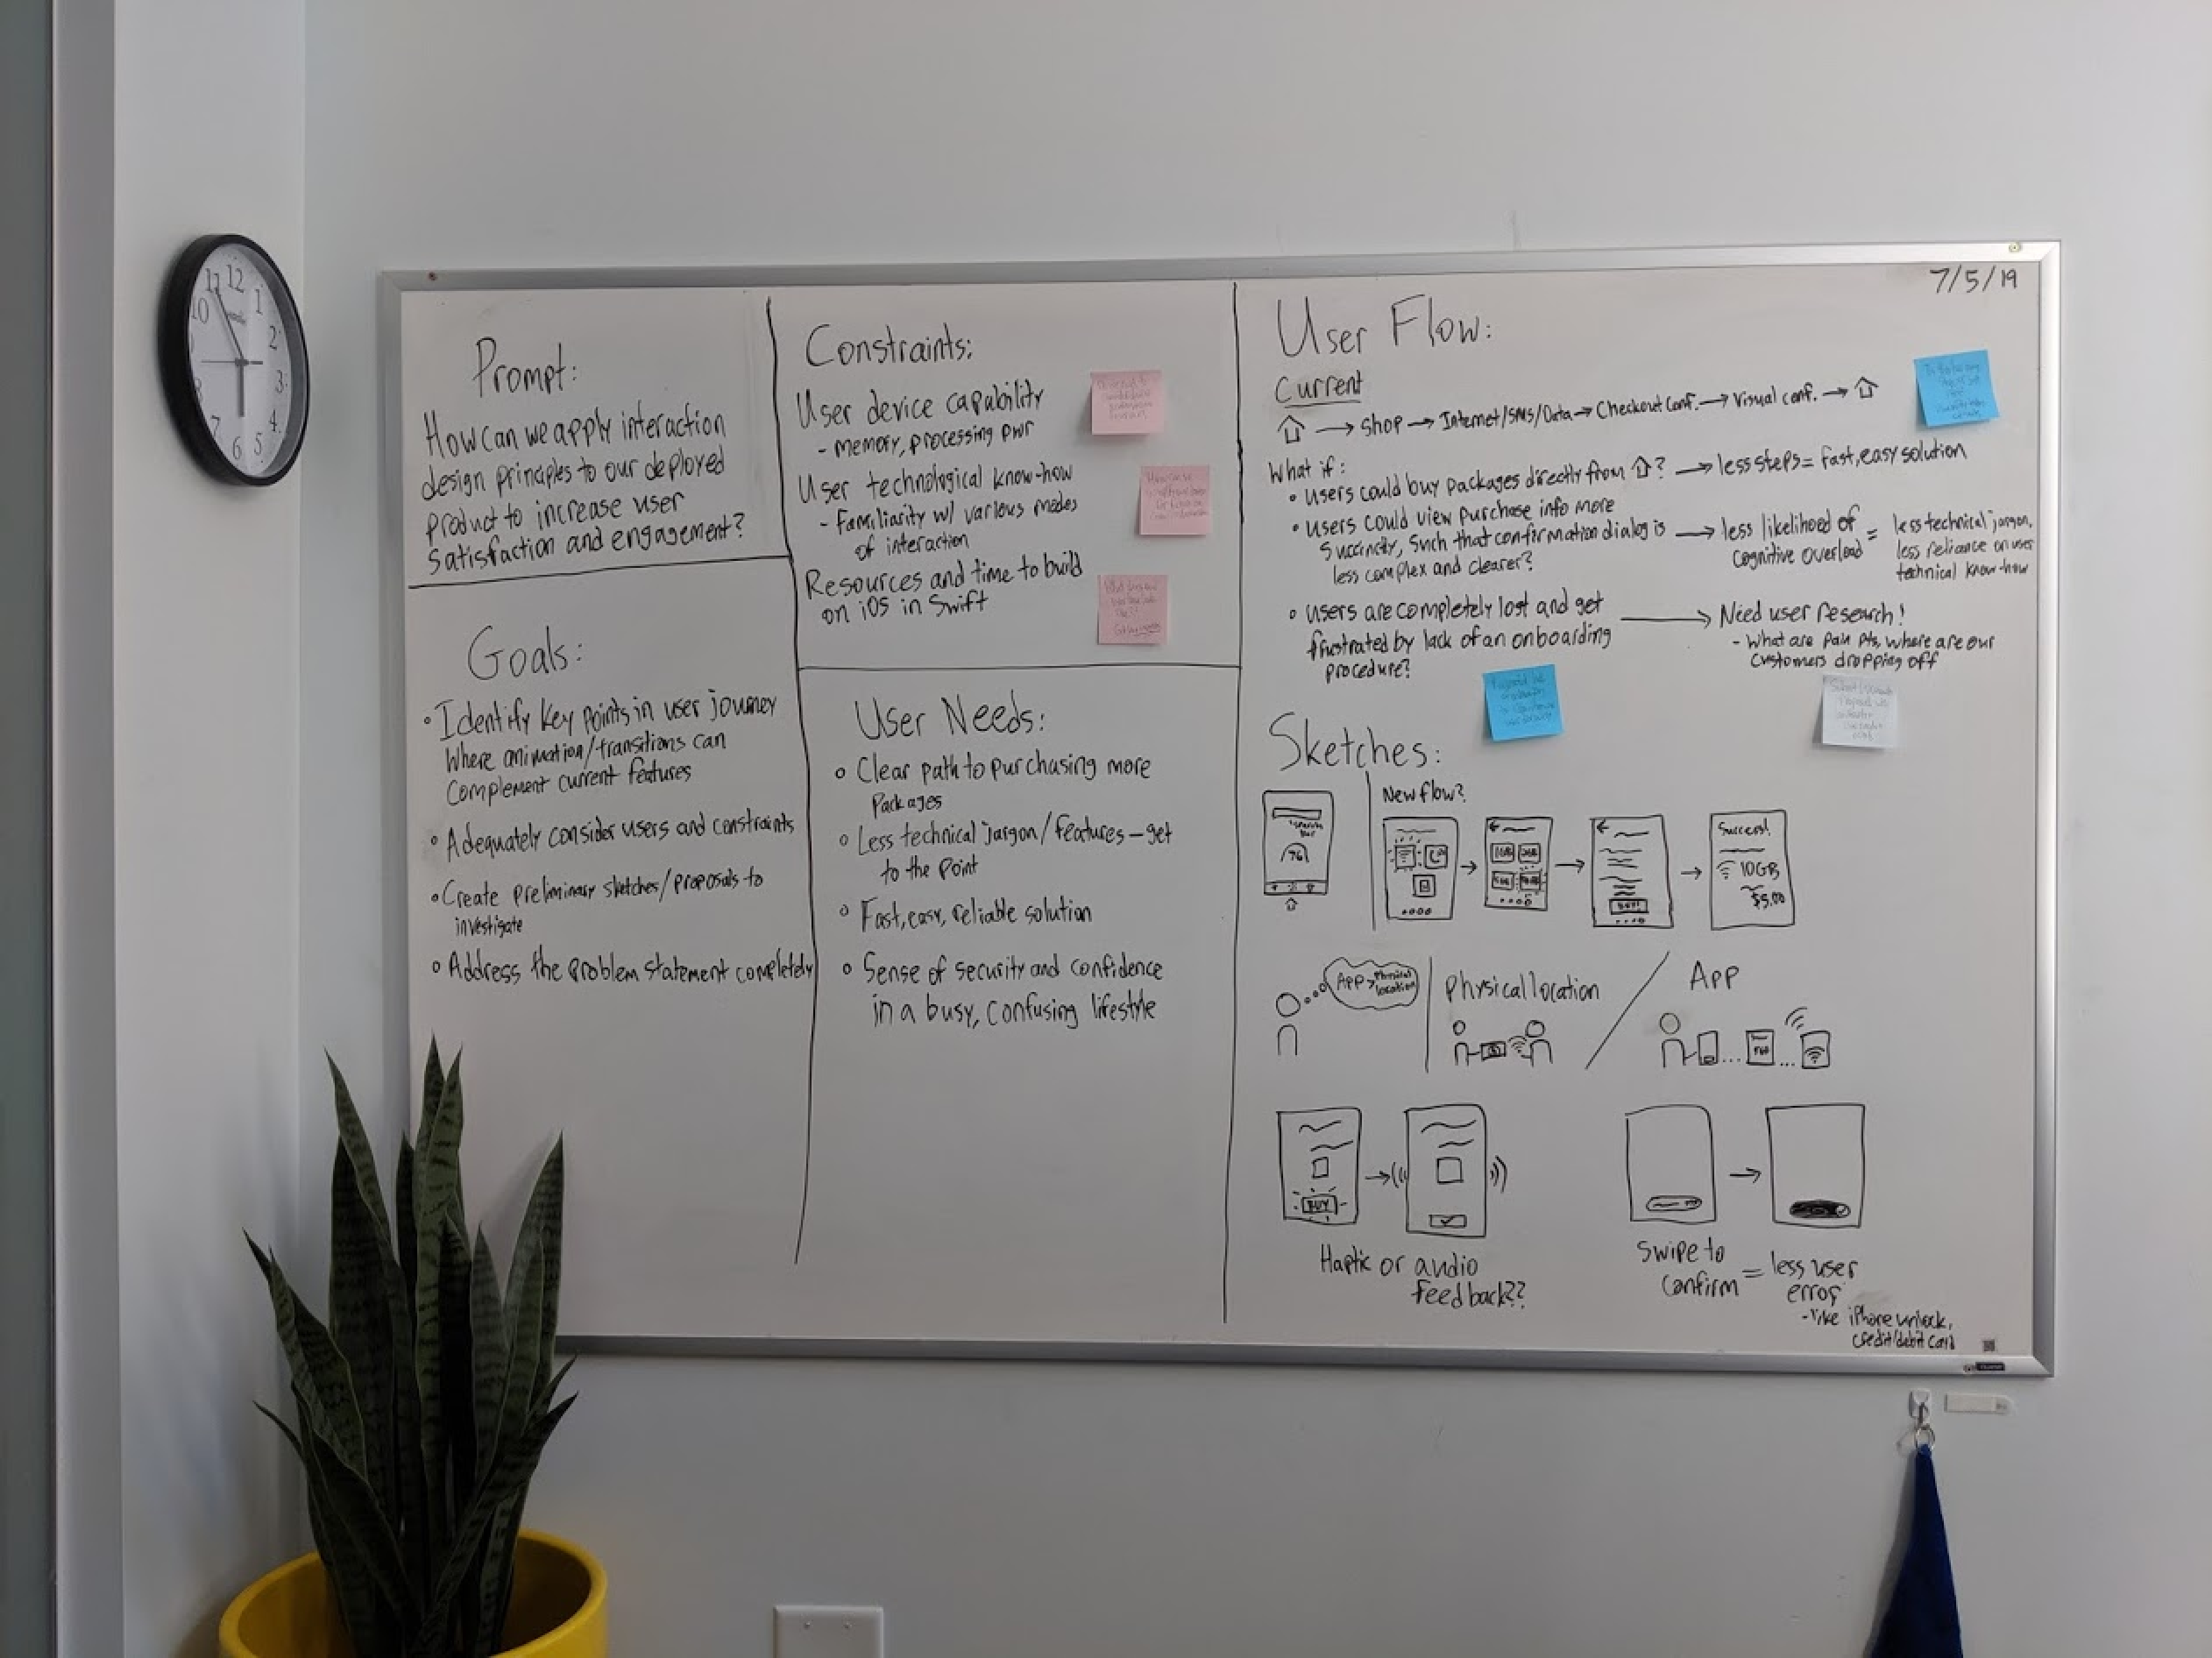 12
11
1
10
2
3
8
4
7
5
6
7/5/19
Prompt:
How can we apply interaction
design principles to our deployed
product to increase user
satisfaction and engagement?
Goals:
Identify key points in user journey
where animation/transitions can
complement current features
Adequately consider users and constraints
Create preliminary sketches/proposals to
investigate
Address the problem statement completely
Constraints:
User device capability
- memory, processing pwr
User technological know-how
- Familiarity w/ various modes
of interaction
Resources and time to build
on iOS in Swift
User Needs:
Clear path to purchasing more
packages
Less technical jargon/features - get
to the point
Fast, easy, reliable solution
Sense of security and confidence
in a busy, confusing lifestyle
User Flow:
Current
→ Shop → Internet/SMS/Data → Checkout Conf. → Visual conf. →
What if:
• users could buy packages directly from ? → less steps = fast, easy solution
• users could view purchase info more
succinctly, such that confirmation dialog is
less complex and clearer?
→ less likelihood of
cognitive overload
= less technical jargon,
less reliance on user
technical know-how
• users are completely lost and get
frustrated by lack of an onboarding
procedure?
→ Need user research!
- What are pain pts, where are our
customers dropping off
Sketches:
New flow?
BUY!
Success!
10GB
$5.00
App > Physical
location
Physical location
App
BUY
Haptic or audio
feedback??
Swipe to
confirm
= less user
error
- like iPhone unlock,
credit/debit card